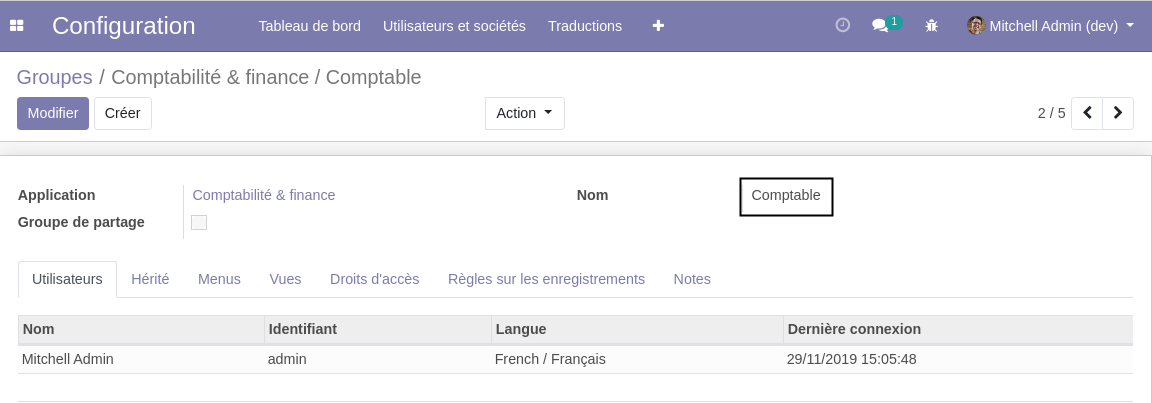 Configuration Tableau de bord Utilisateurs et sociétés Traductions 1 Mitchell Admin (dev)
Groupes / Comptabilité & finance / Comptable
Modifier Créer Action 2 / 5
Application Comptabilité & finance Nom Comptable
Groupe de partage
Utilisateurs Hérité Menus Vues Droits d'accès Règles sur les enregistrements Notes
Nom Identifiant Langue Dernière connexion
Mitchell Admin admin French / Français 29/11/2019 15:05:48